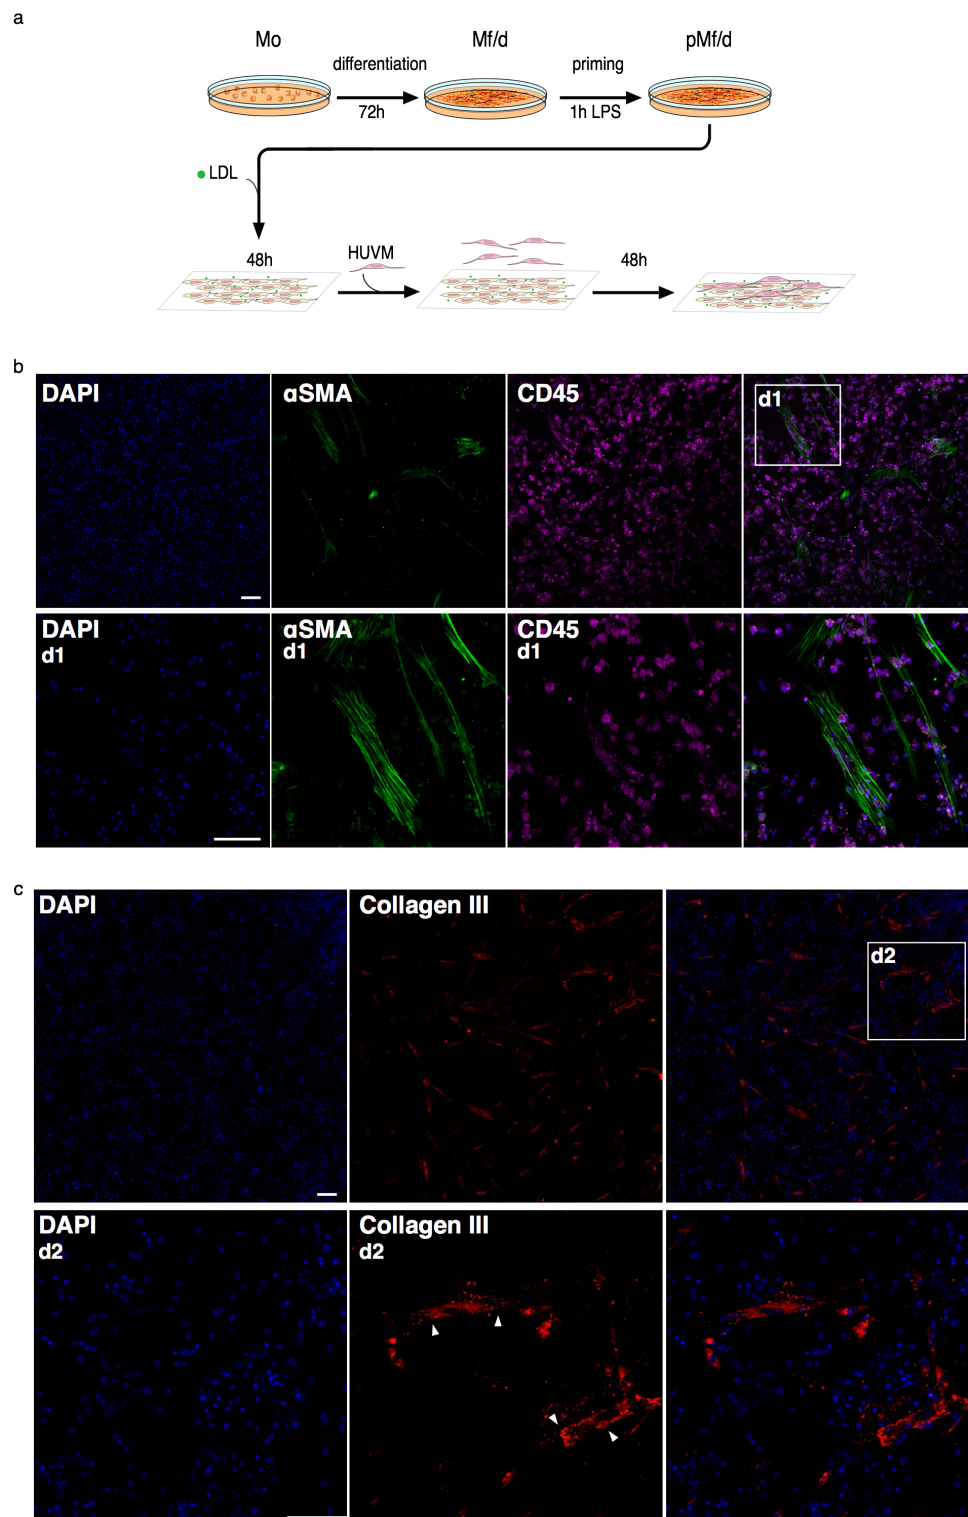 a
Mo
Mf/d
pMf/d
differentiation
priming
72h
1h LPS
LDL
48h
HUVM
48h
b
DAPI
αSMA
CD45
d1
DAPI
d1
αSMA
d1
CD45
d1
c
DAPI
Collagen III
d2
DAPI
d2
Collagen III
d2